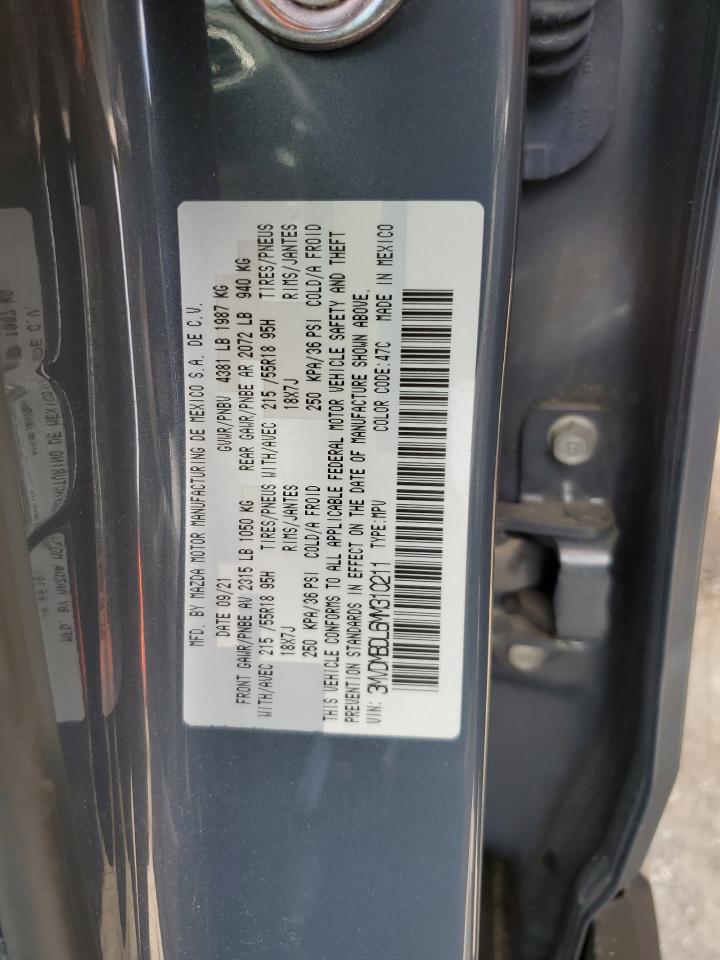 MFD. BY MAZDA MOTOR MANUFACTURING DE MEXICO S.A. DE C.V.
DATE 09/21 GVWR/PNBV 4381 LB 1987 KG
FRONT GAWR/PNBE AV 2315 LB 1050 KG REAR GAWR/PNBE AR 2072 LB 940 KG
WITH/AVEC 215 /55R18 95H TIRES/PNEUS WITH/AVEC 215 /55R18 95H TIRES/PNEUS
18X7J RIMS/JANTES 18X7J RIMS/JANTES
250 KPA/36 PSI COLD/A FROID 250 KPA/36 PSI COLD/A FROID
THIS VEHICLE CONFORMS TO ALL APPLICABLE FEDERAL MOTOR VEHICLE SAFETY AND THEFT
PREVENTION STANDARDS IN EFFECT ON THE DATE OF MANUFACTURE SHOWN ABOVE.
VIN: TYPE:MPV COLOR CODE:47C MADE IN MEXICO